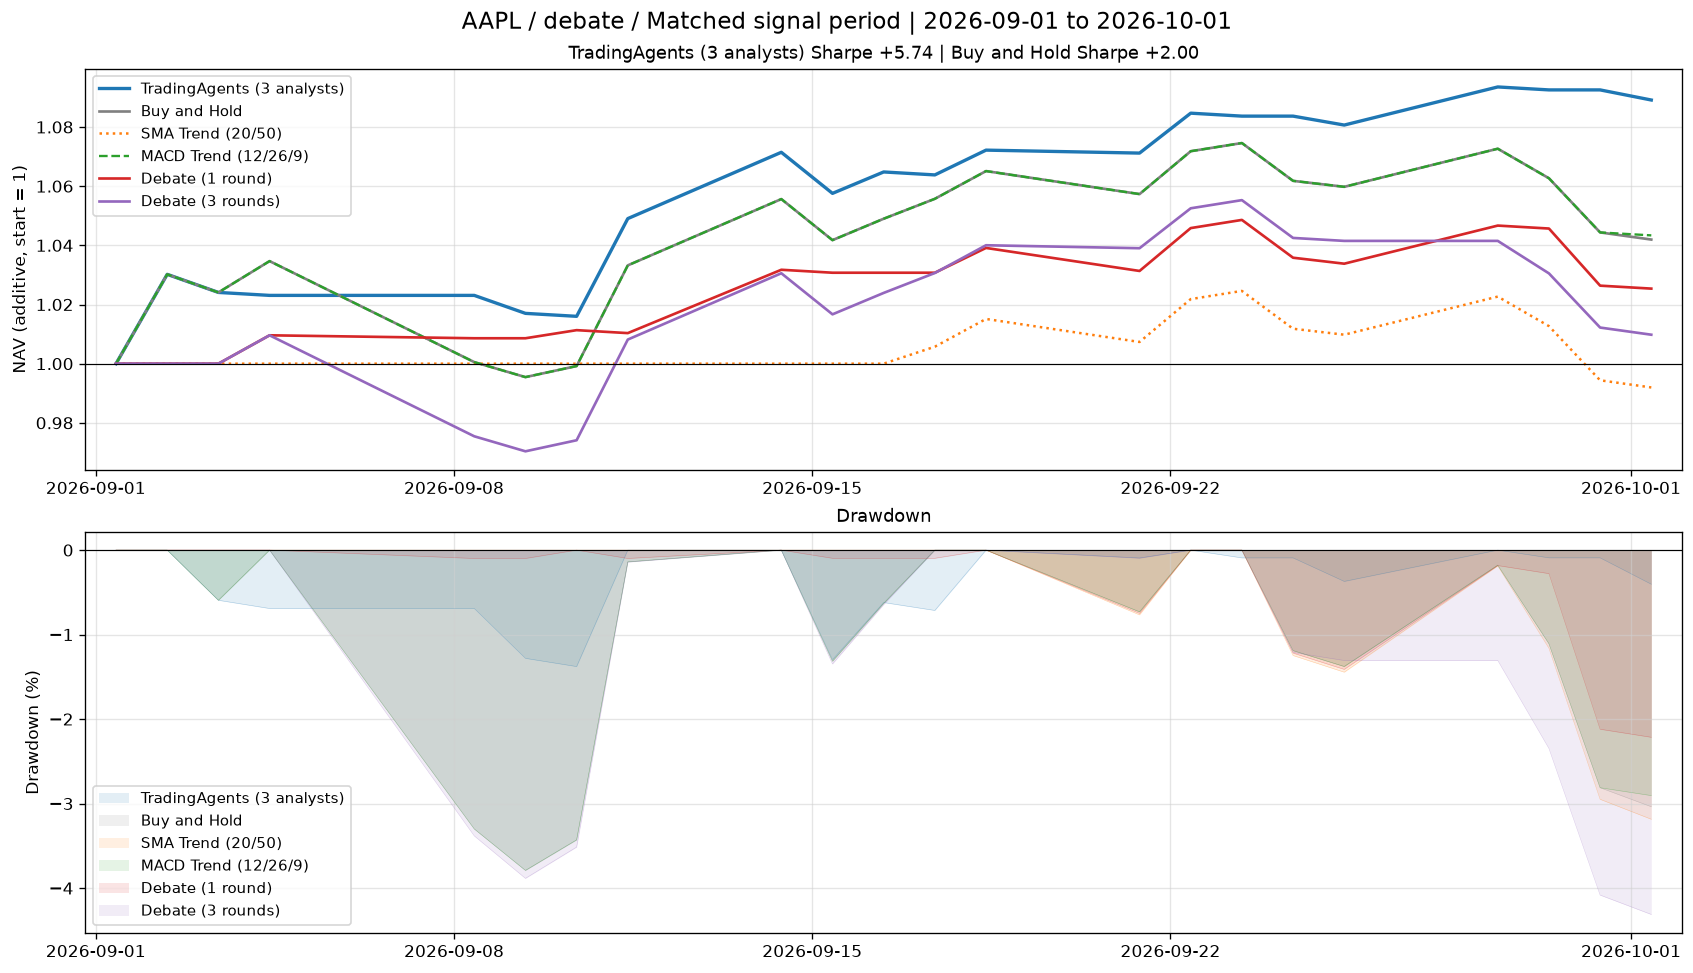 AAPL / debate / Matched signal period | 2026-09-01 to 2026-10-01
TradingAgents (3 analysts) Sharpe +5.74 | Buy and Hold Sharpe +2.00
NAV (additive, start = 1)
1.08
1.06
1.04
1.02
1.00
0.98
TradingAgents (3 analysts)
Buy and Hold
SMA Trend (20/50)
MACD Trend (12/26/9)
Debate (1 round)
Debate (3 rounds)
2026-09-01
2026-09-08
2026-09-15
2026-09-22
2026-10-01
Drawdown
Drawdown (%)
0
−1
−2
−3
−4
TradingAgents (3 analysts)
Buy and Hold
SMA Trend (20/50)
MACD Trend (12/26/9)
Debate (1 round)
Debate (3 rounds)
2026-09-01
2026-09-08
2026-09-15
2026-09-22
2026-10-01